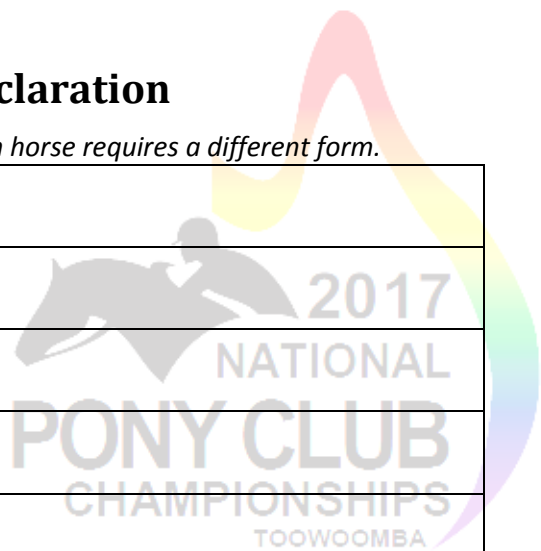 claration
horse requires a different form.
2017
NATIONAL
PONY CLUB
CHAMPIONSHIPS
TOOWOOMBA